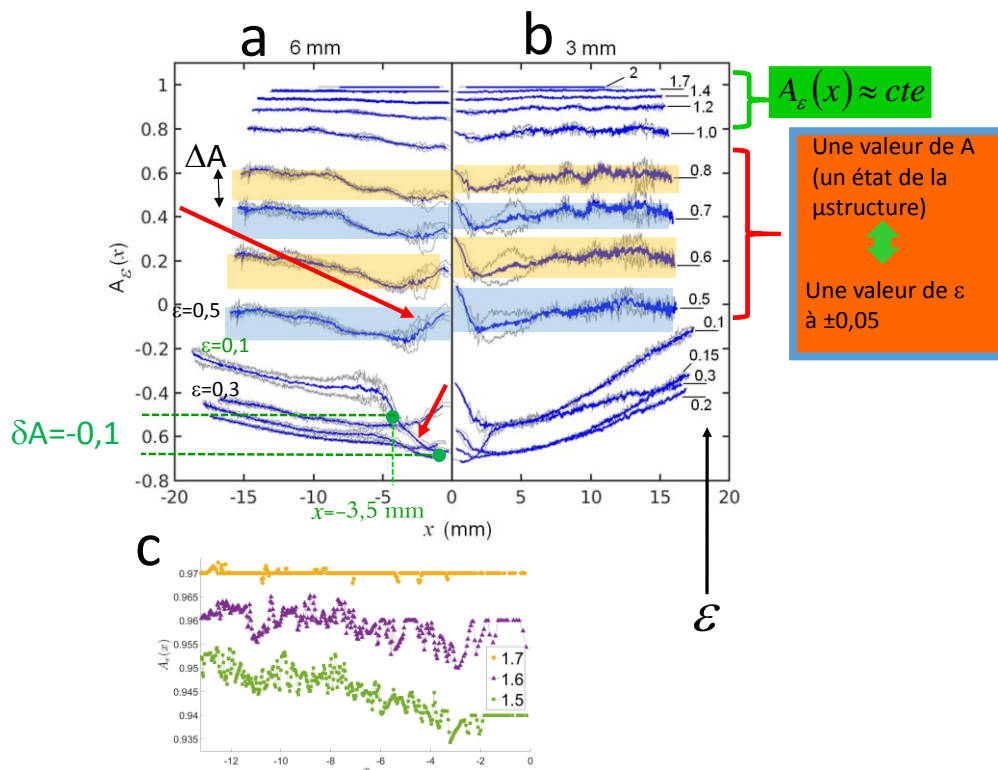 a
b
6 mm
3 mm
2
1.7
1.4
1.2
1.0
0.8
0.7
0.6
0.5
0.1
0.15
0.3
0.2
1
0.8
0.6
0.4
0.2
0
-0.2
-0.4
0.6
-0.8
Aε(x)
ΔA
ε=0,5
ε=0,1
ε=0,3
δA=-0,1
-20
-15
-10
-5
0
5
10
15
20
x=-3,5 mm
x (mm)
Aε(x) ≈ cte
Une valeur de A
(un état de la
μstructure)
Une valeur de ε
à ±0,05
ε
c
0.97
0.965
0.96
0.955
0.95
0.945
0.94
0.935
Aε(x)
1.7
1.6
1.5
-12
-10
-8
-6
-4
-2
0